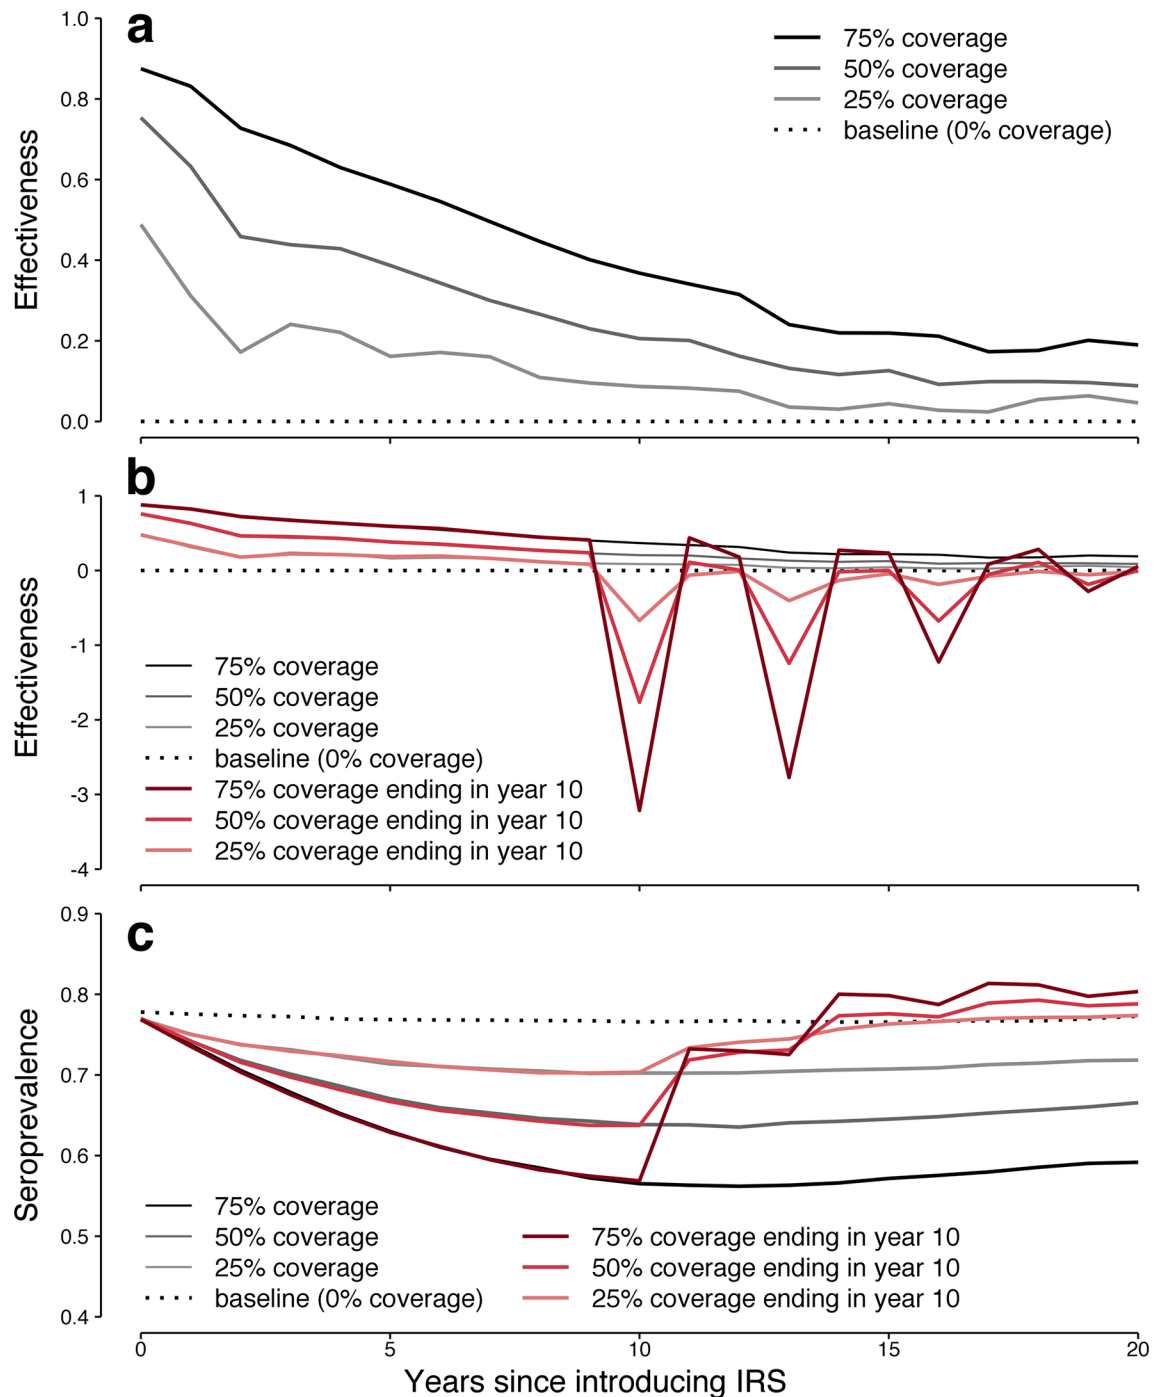 a
1.0
0.8
0.6
0.4
0.2
0.0
Effectiveness
75% coverage
50% coverage
25% coverage
baseline (0% coverage)
b
1
0
-1
-2
-3
-4
Effectiveness
75% coverage
50% coverage
25% coverage
baseline (0% coverage)
75% coverage ending in year 10
50% coverage ending in year 10
25% coverage ending in year 10
c
0.9
0.8
0.7
0.6
0.5
0.4
Seroprevalence
75% coverage
50% coverage
25% coverage
baseline (0% coverage)
75% coverage ending in year 10
50% coverage ending in year 10
25% coverage ending in year 10
0 5 10 15 20
Years since introducing IRS